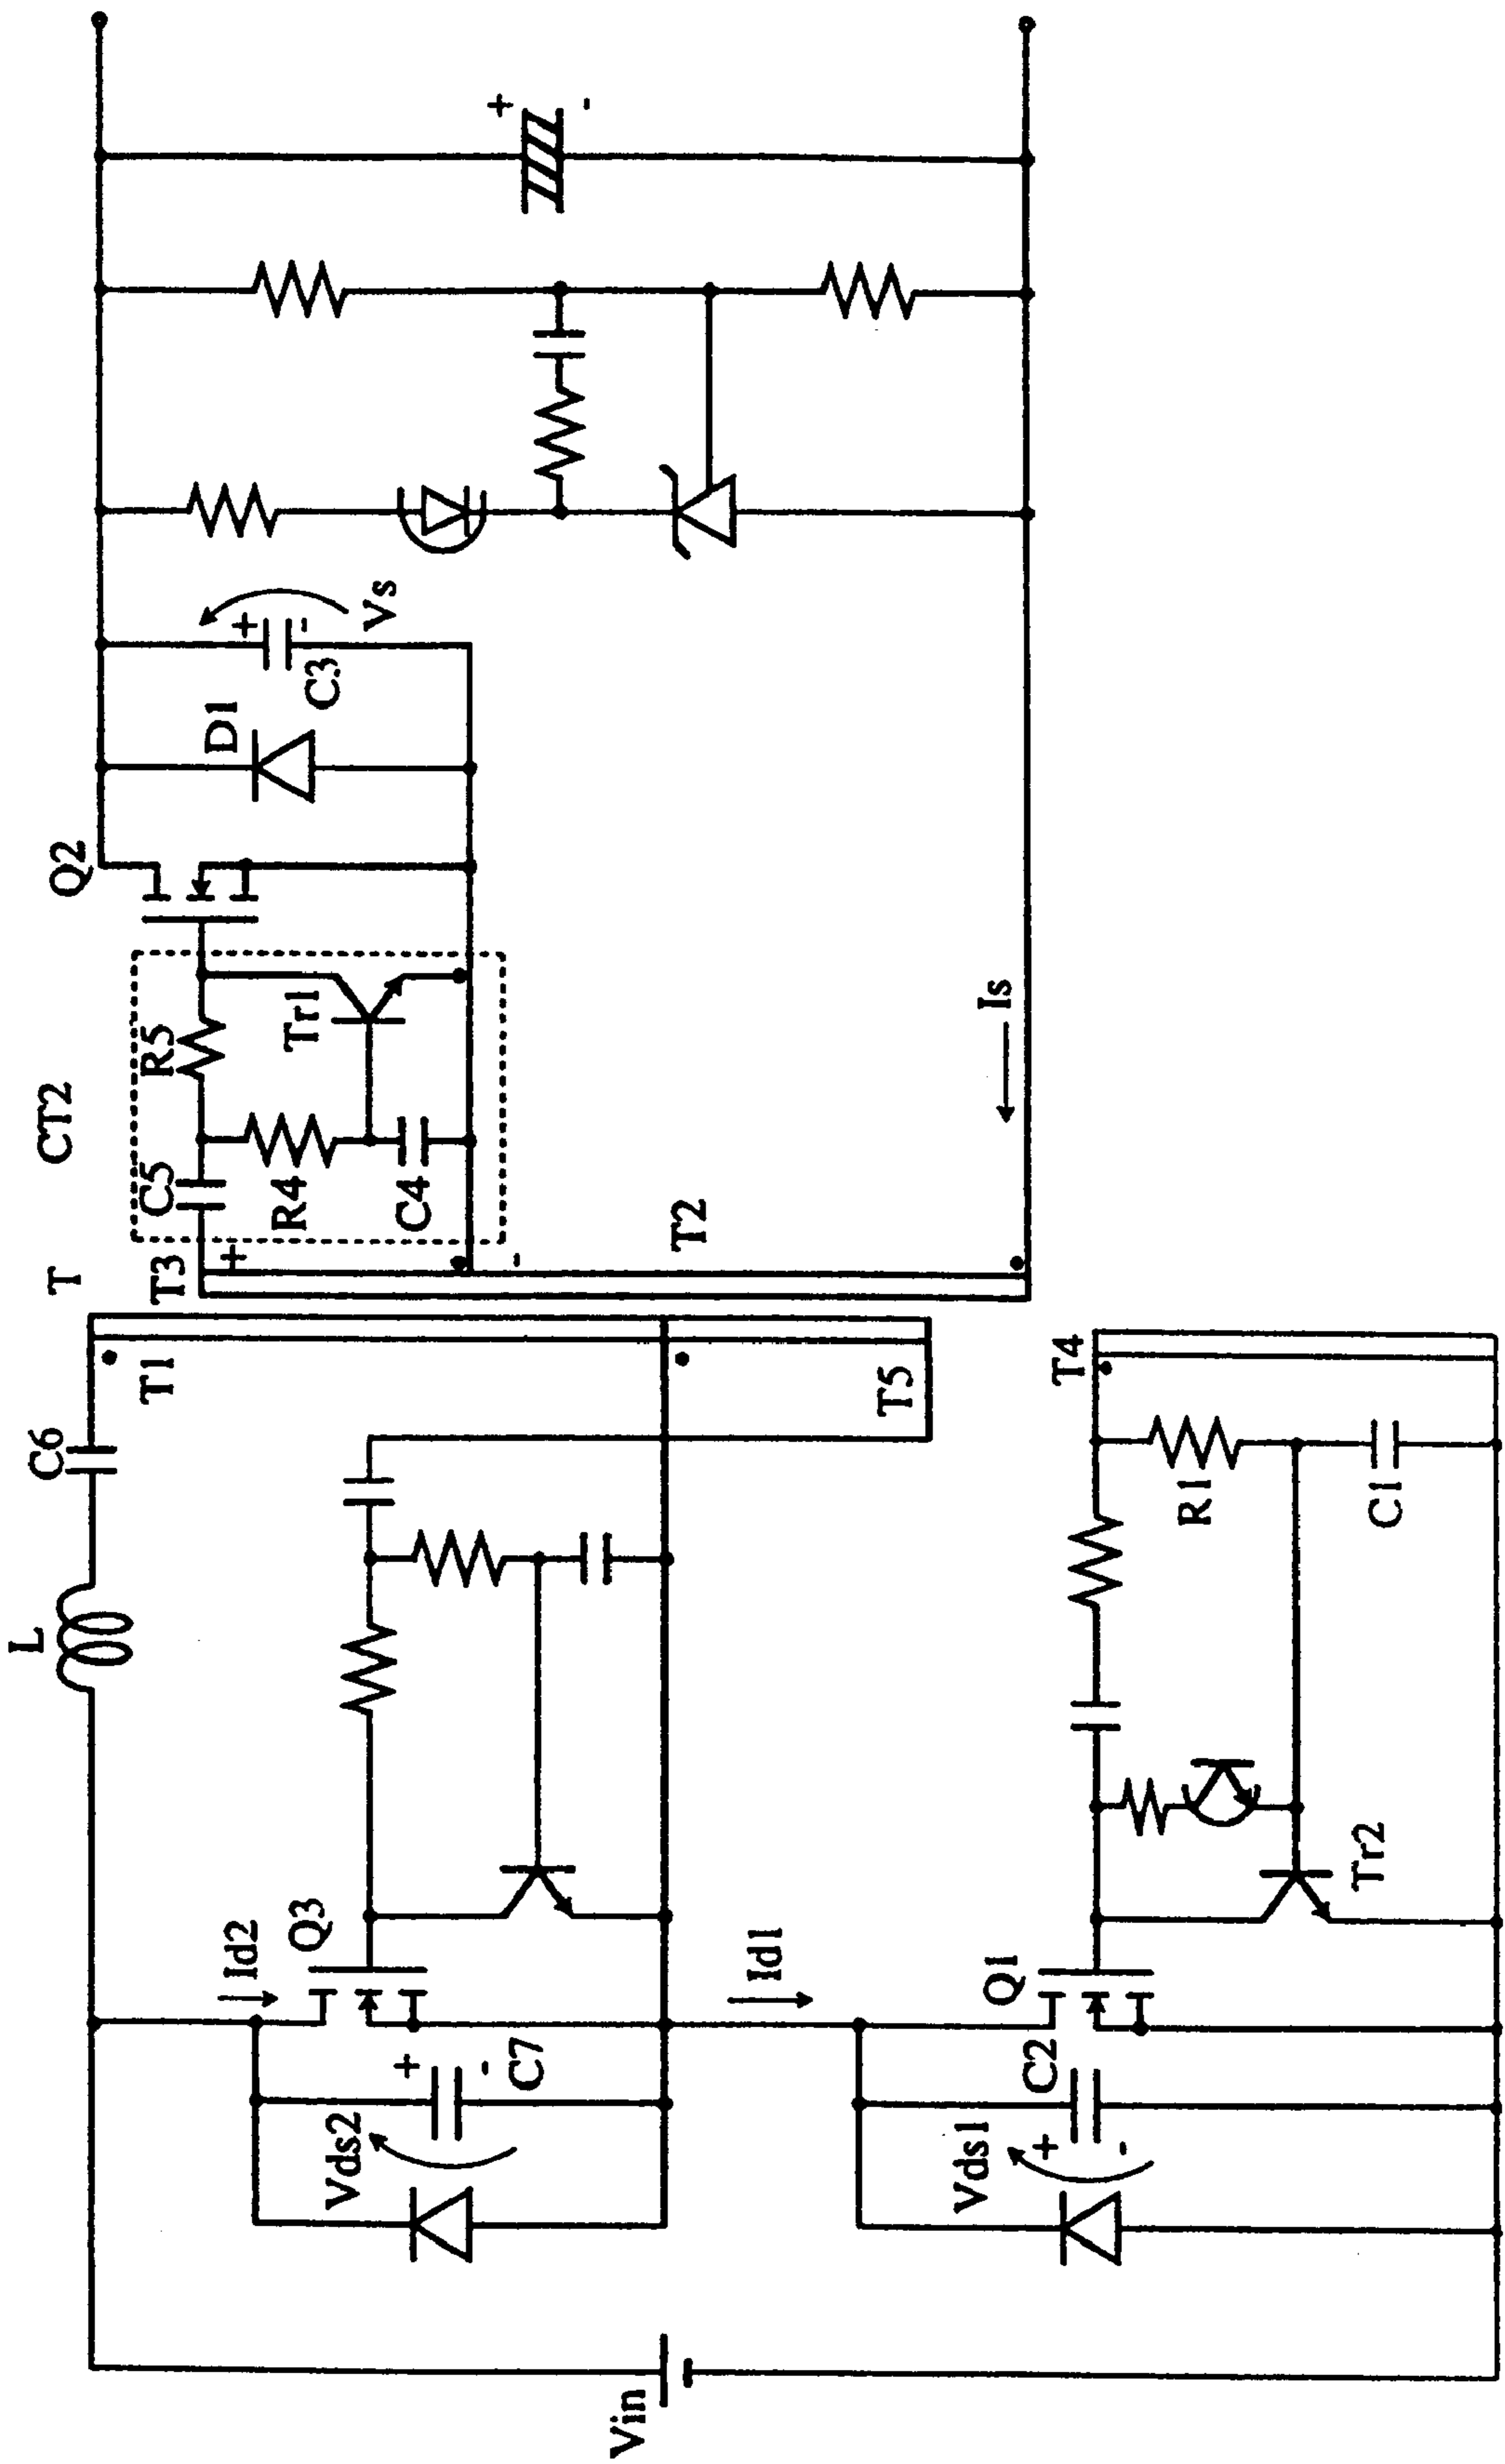 T
CT2
Q2
L
C6
T3
C5
R5
D1
T1
R4
Tr1
C3
Vs
+
-
+
-
C4
+
-
Id2
Q3
Vds2
+
-
C7
T5
T2
Is
Vin
Id1
Q1
T4
Vds1
+
-
C2
R1
Tr2
C1